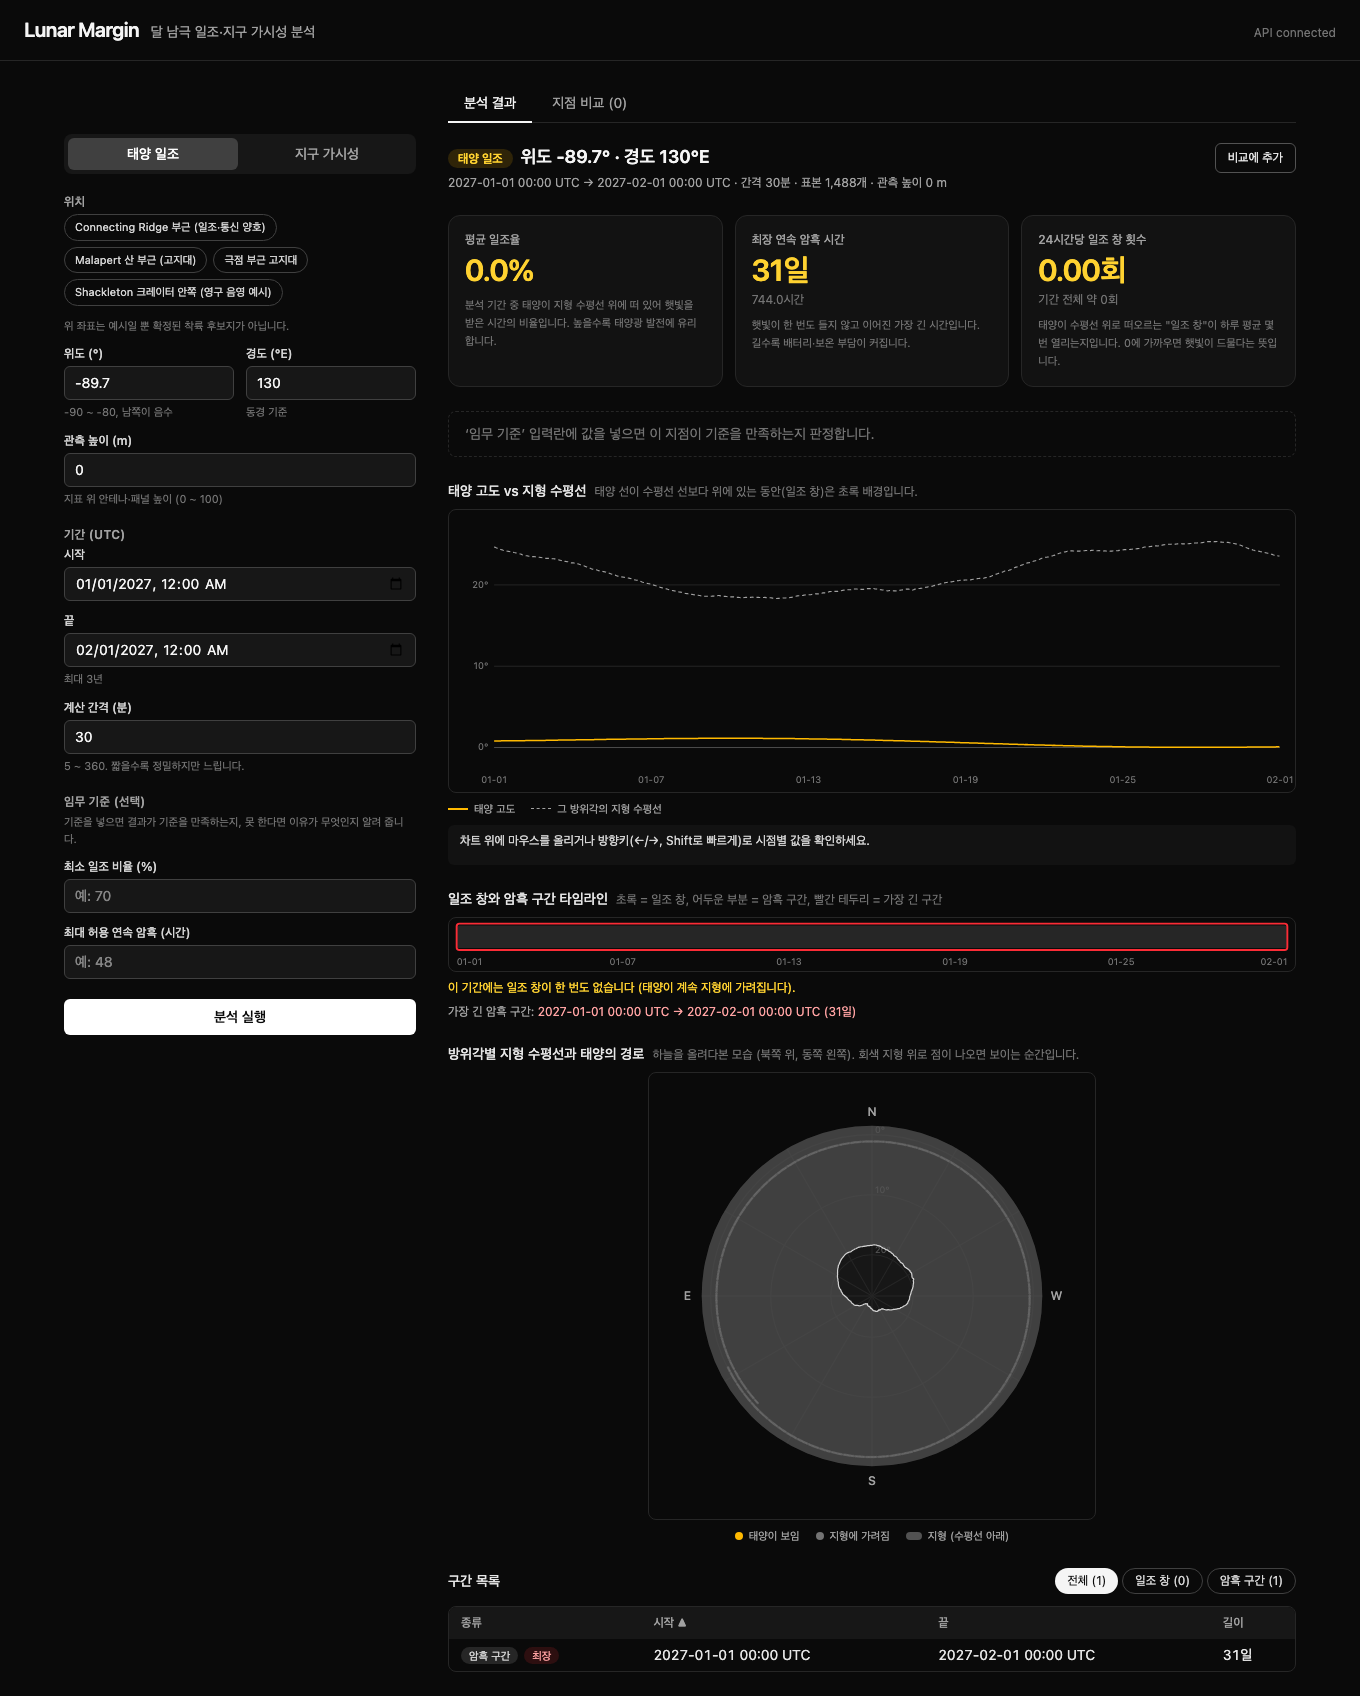 Lunar Margin 달 남극 일조·지구 가시성 분석
API connected
태양 일조
지구 가시성
위치
Connecting Ridge 부근 (일조·통신 양호)
Malapert 산 부근 (고지대)
극점 부근 고지대
Shackleton 크레이터 안쪽 (영구 음영 예시)
위 좌표는 예시일 뿐 확정된 착륙 후보지가 아닙니다.
위도 (°)
경도 (°E)
-89.7
130
-90 ~ -80, 남쪽이 음수
동경 기준
관측 높이 (m)
0
지표 위 안테나·패널 높이 (0 ~ 100)
기간 (UTC)
시작
01/01/2027, 12:00 AM
끝
02/01/2027, 12:00 AM
최대 3년
계산 간격 (분)
30
5 ~ 360. 짧을수록 정밀하지만 느립니다.
임무 기준 (선택)
기준을 넣으면 결과가 기준을 만족하는지, 못 한다면 이유가 무엇인지 알려 줍니
다.
최소 일조 비율 (%)
예: 70
최대 허용 연속 암흑 (시간)
예: 48
분석 실행
분석 결과
지점 비교 (0)
태양 일조 위도 -89.7° · 경도 130°E
비교에 추가
2027-01-01 00:00 UTC → 2027-02-01 00:00 UTC · 간격 30분 · 표본 1,488개 · 관측 높이 0 m
평균 일조율
0.0%
분석 기간 중 태양이 지형 수평선 위에 떠 있어 햇빛을
받은 시간의 비율입니다. 높을수록 태양광 발전에 유리
합니다.
최장 연속 암흑 시간
31일
744.0시간
햇빛이 한 번도 들지 않고 이어진 가장 긴 시간입니다.
길수록 배터리·보온 부담이 커집니다.
24시간당 일조 창 횟수
0.00회
기간 전체 약 0회
태양이 수평선 위로 떠오르는 "일조 창"이 하루 평균 몇
번 열리는지입니다. 0에 가까우면 햇빛이 드물다는 뜻입
니다.
‘임무 기준’ 입력란에 값을 넣으면 이 지점이 기준을 만족하는지 판정합니다.
태양 고도 vs 지형 수평선 태양 선이 수평선 선보다 위에 있는 동안(일조 창)은 초록 배경입니다.
20°
10°
0°
01-01 01-07 01-13 01-19 01-25 02-01
태양 고도 그 방위각의 지형 수평선
차트 위에 마우스를 올리거나 방향키(←/→, Shift로 빠르게)로 시점별 값을 확인하세요.
일조 창와 암흑 구간 타임라인 초록 = 일조 창, 어두운 부분 = 암흑 구간, 빨간 테두리 = 가장 긴 구간
01-01 01-07 01-13 01-19 01-25 02-01
이 기간에는 일조 창이 한 번도 없습니다 (태양이 계속 지형에 가려집니다).
가장 긴 암흑 구간: 2027-01-01 00:00 UTC → 2027-02-01 00:00 UTC (31일)
방위각별 지형 수평선과 태양의 경로 하늘을 올려다본 모습 (북쪽 위, 동쪽 왼쪽). 회색 지형 위로 점이 나오면 보이는 순간입니다.
N
0°
10°
20°
E
W
S
태양이 보임 지형에 가려짐 지형 (수평선 아래)
구간 목록
전체 (1)
일조 창 (0)
암흑 구간 (1)
종류 시작 ▲ 끝 길이
암흑 구간 최장 2027-01-01 00:00 UTC 2027-02-01 00:00 UTC 31일